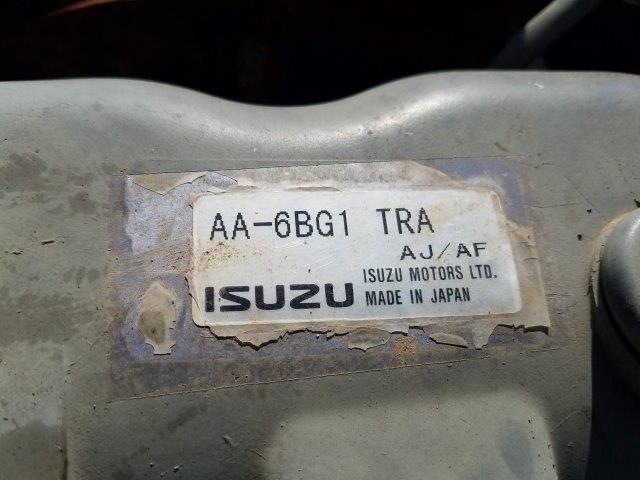 AA-6BG1 TRA
AJ/AF
ISUZU
ISUZU MOTORS LTD.
MADE IN JAPAN